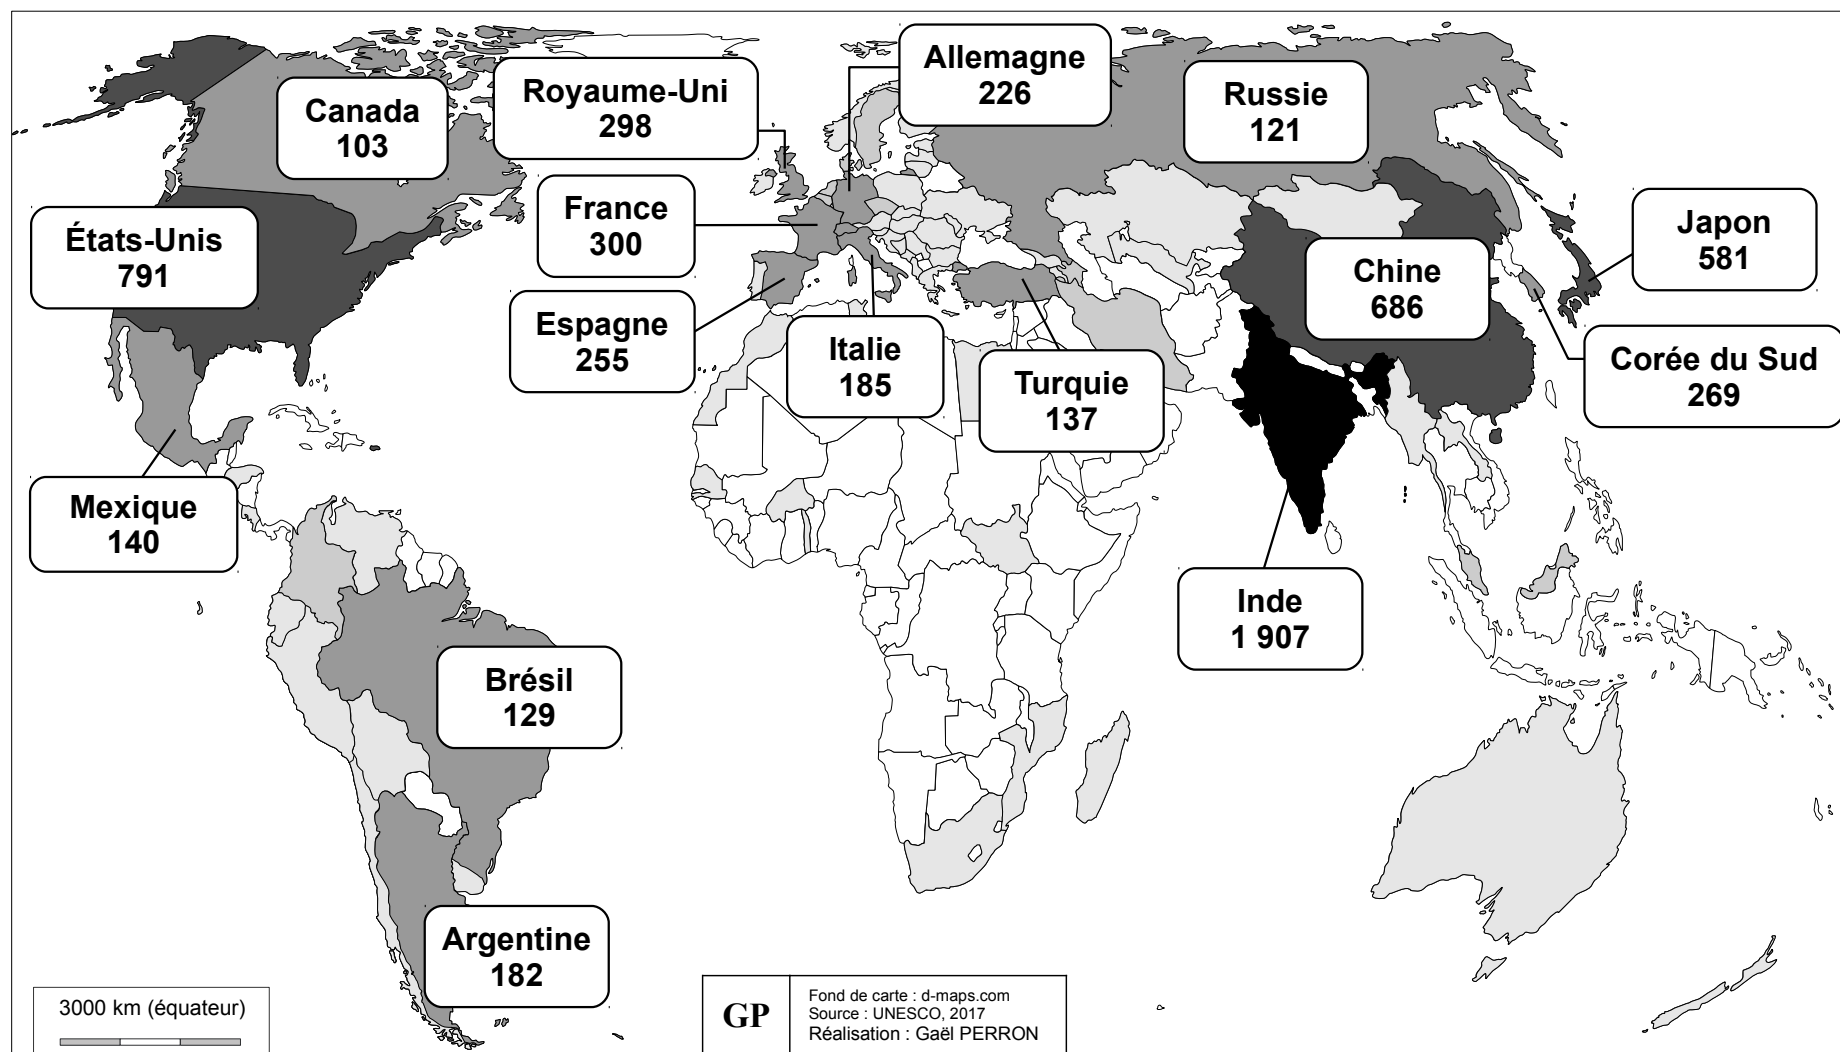 Allemagne
226
Royaume-Uni
298
Russie
121
Canada
103
France
300
Japon
581
États-Unis
791
Chine
686
Espagne
255
Italie
185
Corée du Sud
269
Turquie
137
Mexique
140
Inde
1 907
Brésil
129
Argentine
182
3000 km (équateur)
GP
Fond de carte : d-maps.com
Source : UNESCO, 2017
Réalisation : Gaël PERRON